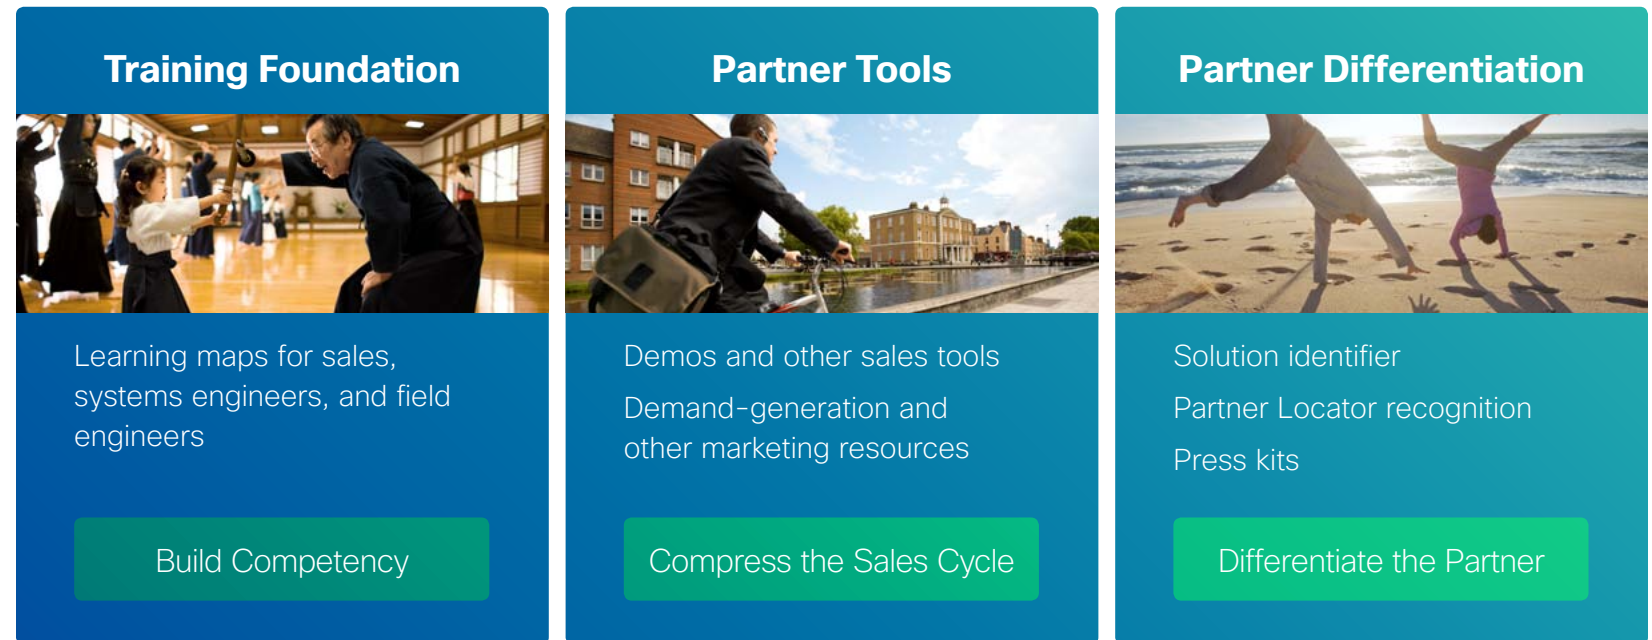 Training Foundation
Learning maps for sales,
systems engineers, and field
engineers
Build Competency
Partner Tools
Demos and other sales tools
Demand-generation and
other marketing resources
Compress the Sales Cycle
Partner Differentiation
Solution identifier
Partner Locator recognition
Press kits
Differentiate the Partner